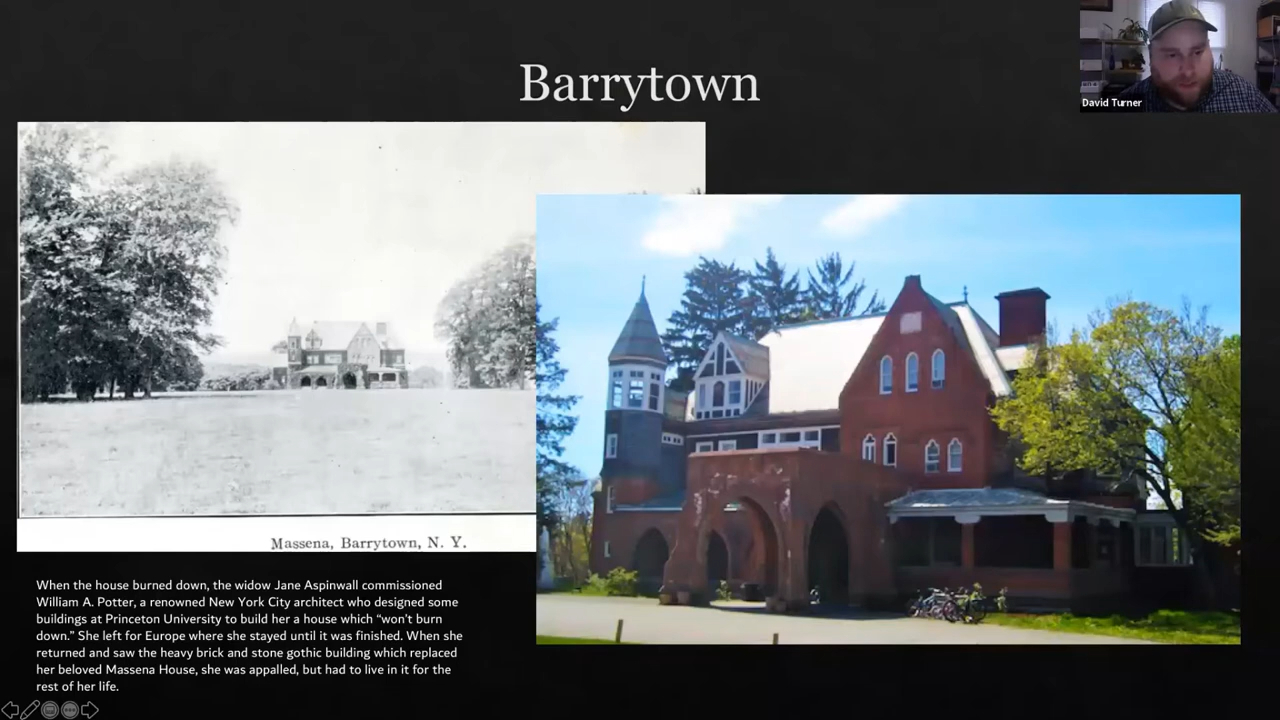 Barrytown
David Turner
Massena, Barrytown, N. Y.
When the house burned down, the widow Jane Aspinwall commissioned
William A. Potter, a renowned New York City architect who designed some
buildings at Princeton University to build her a house which “won’t burn
down.” She left for Europe where she stayed until it was finished. When she
returned and saw the heavy brick and stone gothic building which replaced
her beloved Massena House, she was appalled, but had to live in it for the
rest of her life.